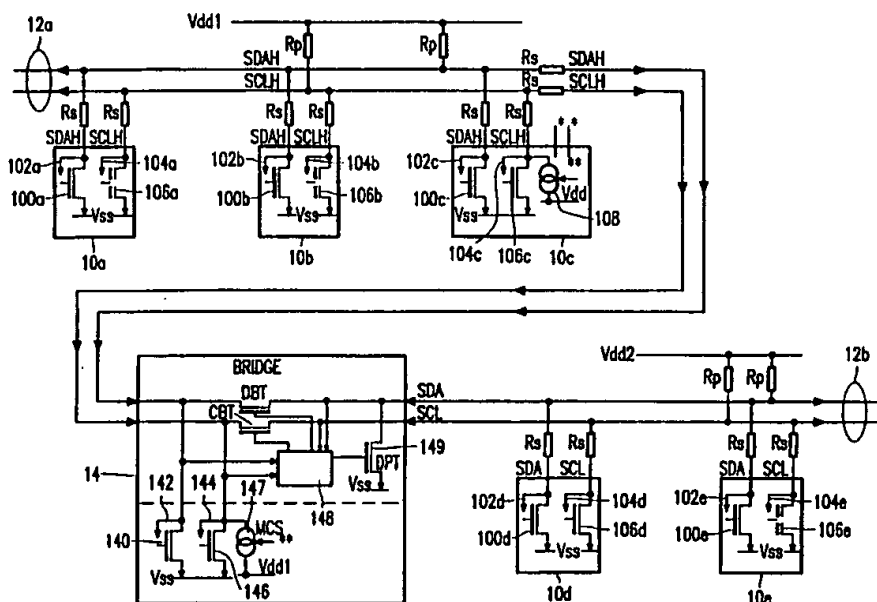 12a
Vdd1
Rp
Rp
SDAH
SCLH
Rs
SDAH
Rs
SCLH
Rs
Rs
Rs
Rs
Rs
Rs
SDAH
SCLH
SDAH
SCLH
SDAH
SCLH
* *
**
102a
104a
102b
104b
102c
100a
106a
100b
106b
100c
Vdd
108
Vss
Vss
Vss
10a
10b
104c
106c
10c
BRIDGE
Vdd2
12b
Rp
Rp
DBT
SDA
CBT
SCL
149
DPT
Rs
Rs
Rs
Rs
14
Vss
148
SDA
SCL
SDA
SCL
142
144
147
102d
104d
102e
104e
140
MCS
**
100d
106d
100e
106e
Vss
Vdd1
Vss
Vss
146
10d
10e